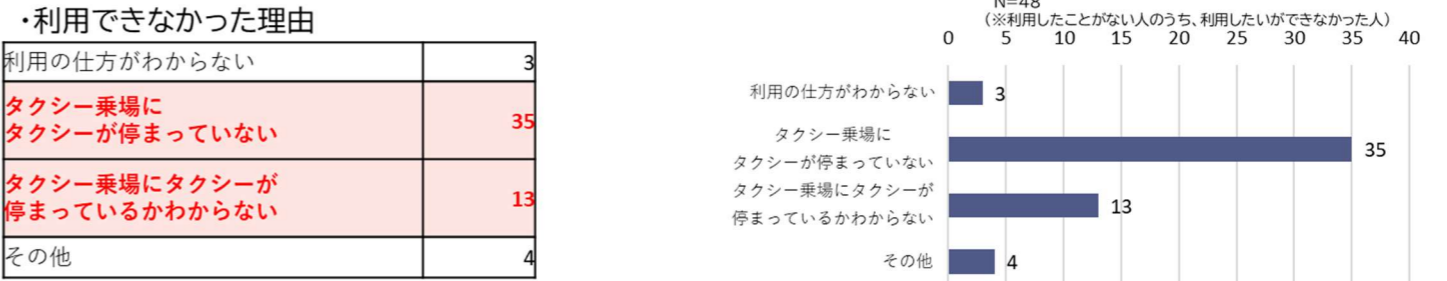 ・利用できなかった理由
利用の仕方がわからない 3
タクシー乗場に
タクシーが停まっていない 35
タクシー乗場にタクシーが
停まっているかわからない 13
その他 4
N=48
(※利用したことがない人のうち、利用したいができなかった人)
0 5 10 15 20 25 30 35 40
利用の仕方がわからない 3
タクシー乗場に
タクシーが停まっていない 35
タクシー乗場にタクシーが
停まっているかわからない 13
その他 4